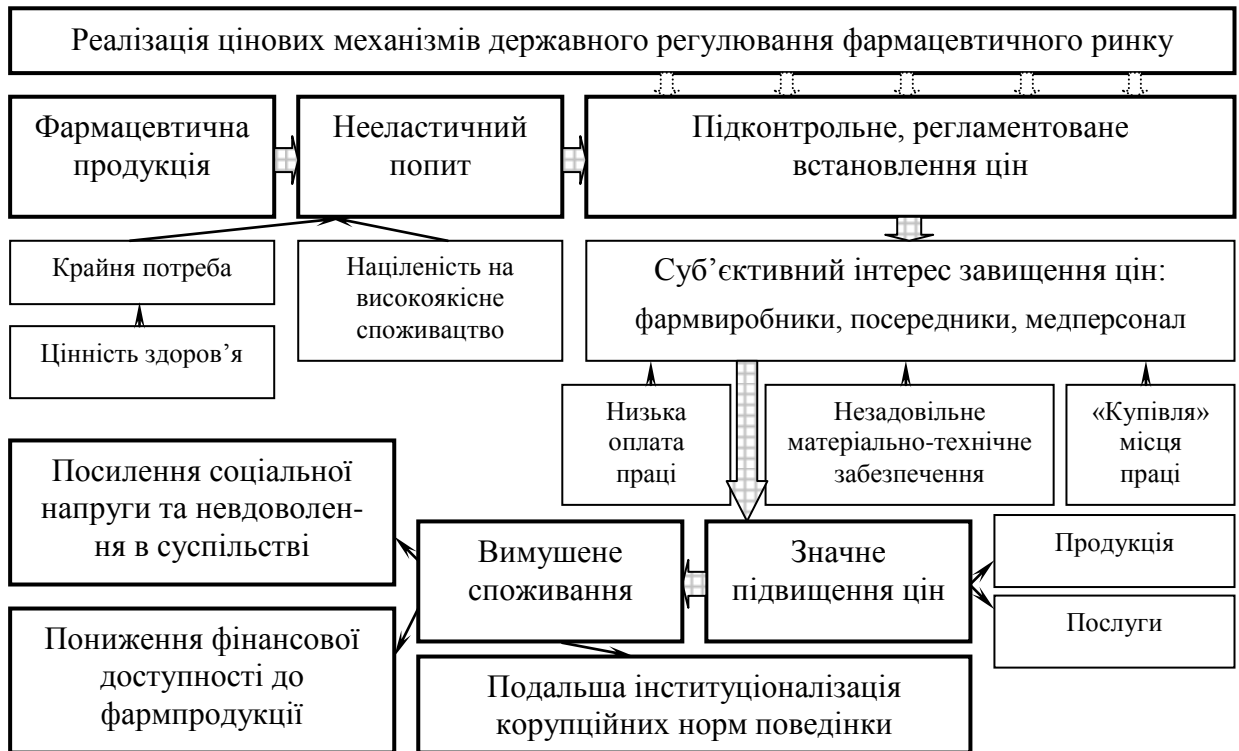 Реалізація цінових механізмів державного регулювання фармацевтичного ринку
Фармацевтична
продукція
Нееластичний
попит
Підконтрольне, регламентоване
встановлення цін
Крайня потреба
Цінність здоров’я
Націленість на
високоякісне
споживацтво
Суб’єктивний інтерес завищення цін:
фармвиробники, посередники, медперсонал
Низька
оплата
праці
Незадовільне
матеріально-технічне
забезпечення
«Купівля»
місця
праці
Посилення соціальної
напруги та невдоволен-
ня в суспільстві
Вимушене
споживання
Значне
підвищення цін
Продукція
Послуги
Пониження фінансової
доступності до
фармпродукції
Подальша інституціоналізація
корупційних норм поведінки